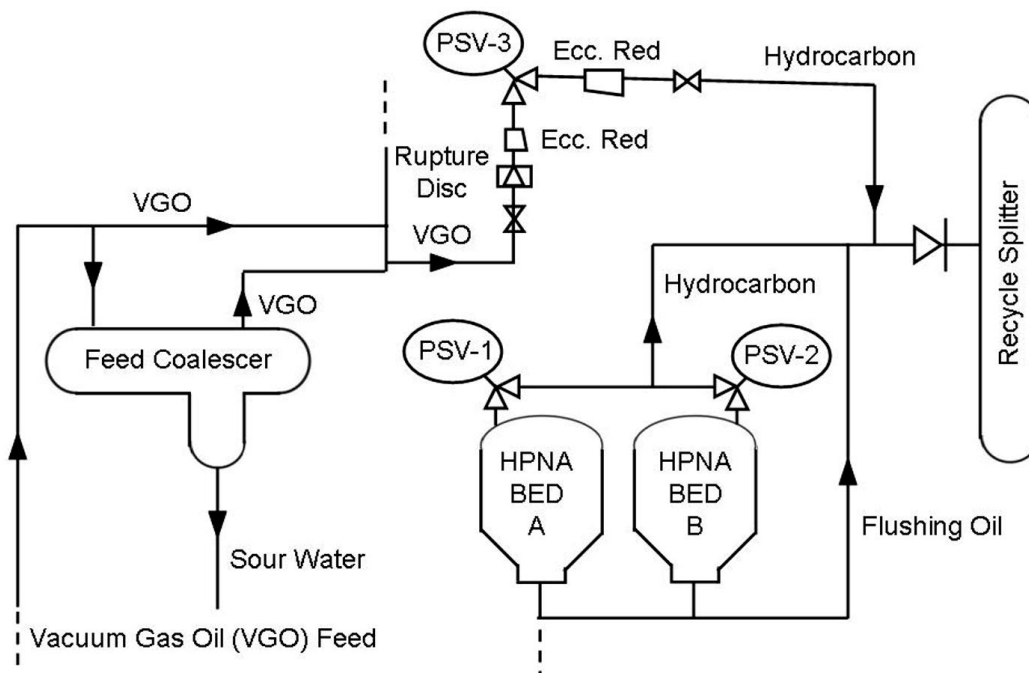 PSV-3
Ecc. Red
Hydrocarbon
Ecc. Red
Rupture
Disc
VGO
VGO
VGO
Hydrocarbon
Recycle Splitter
Feed Coalescer
PSV-1
PSV-2
HPNA
BED
A
HPNA
BED
B
Flushing Oil
Sour Water
Vacuum Gas Oil (VGO) Feed